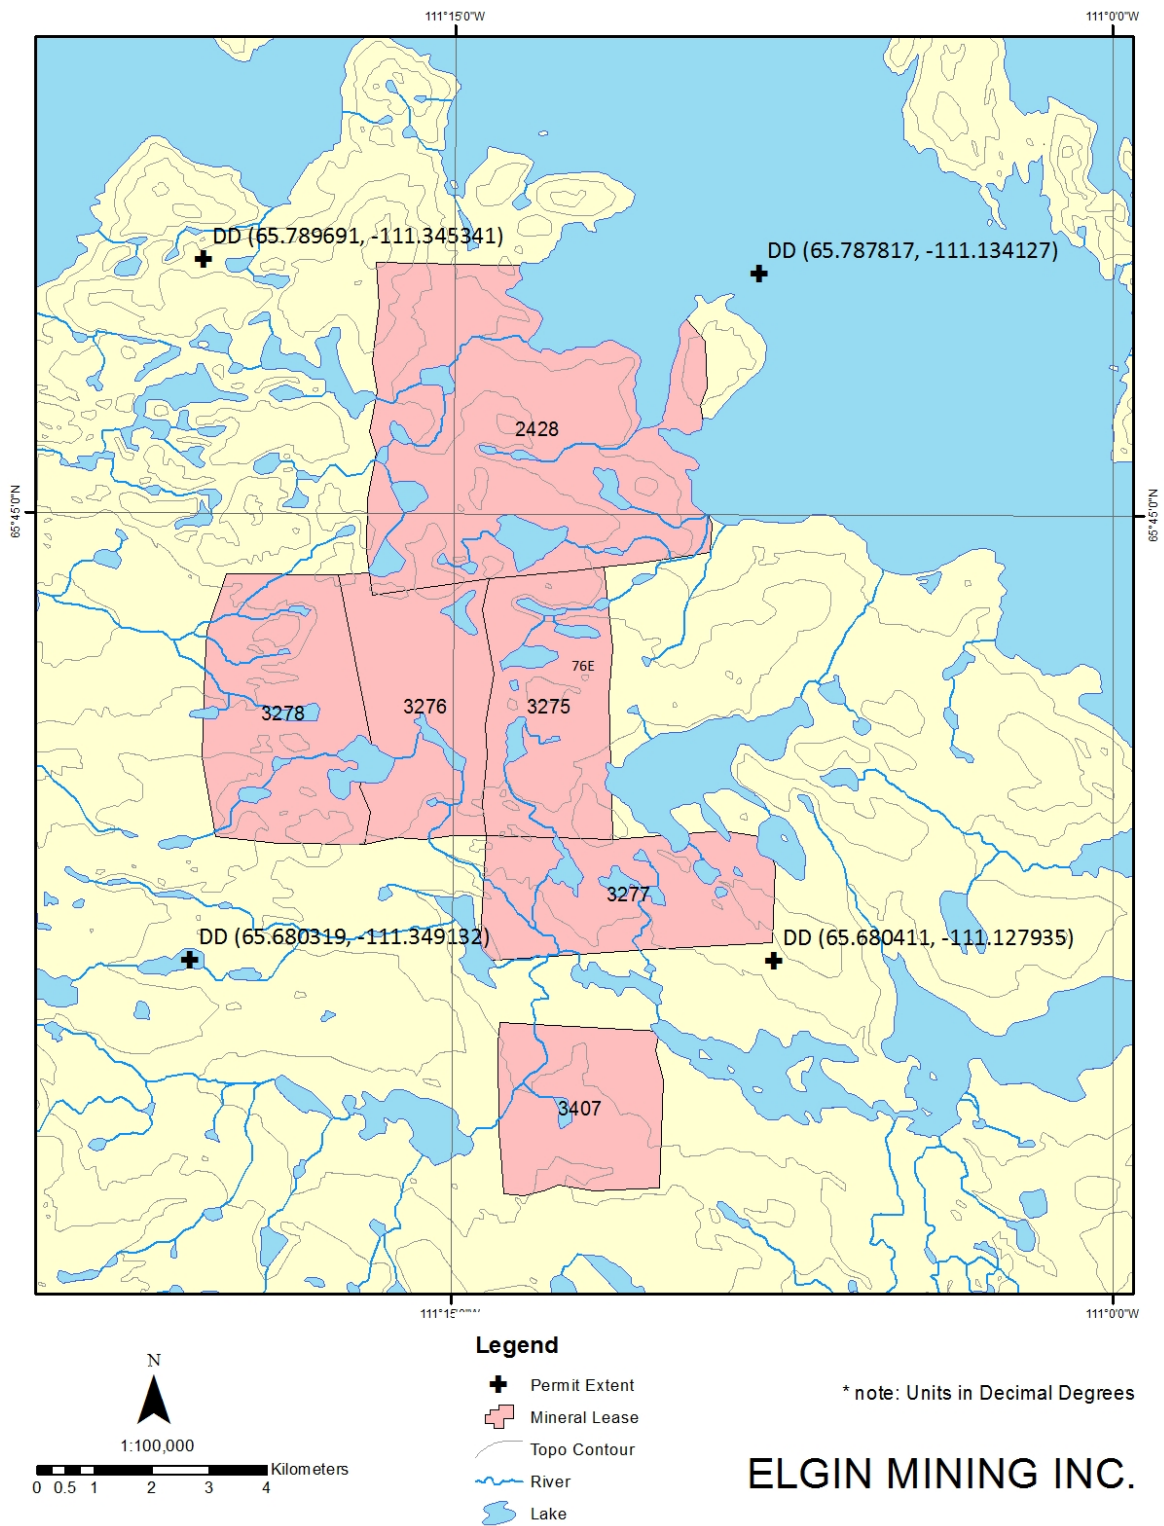 111°15'0"W
111°0'0"W
DD (65.789691, -111.345341)
DD (65.787817, -111.134127)
2428
65°45'0"N
65°45'0"N
76E
3278
3276
3275
3277
DD (65.680319, -111.349132)
DD (65.680411, -111.127935)
3407
111°0'0"W
Legend
N
Permit Extent
* note: Units in Decimal Degrees
Mineral Lease
1:100,000
Topo Contour
Kilometers
0 0.5 1 2 3 4
River
ELGIN MINING INC.
Lake